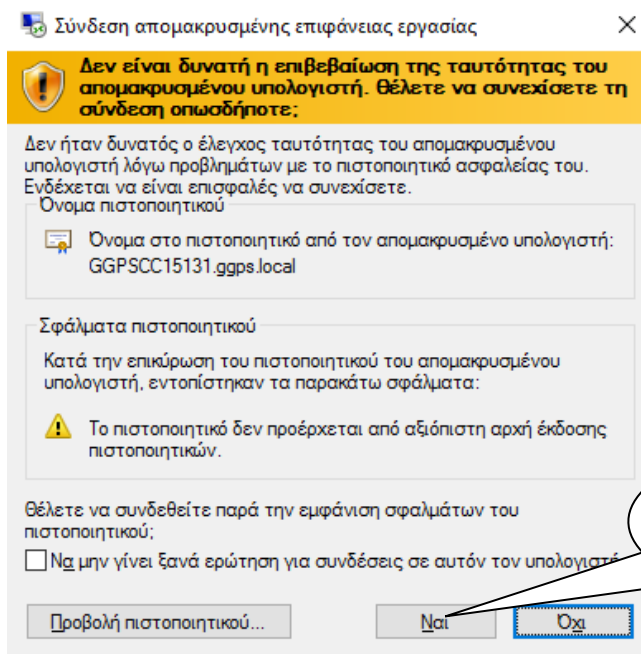 Σύνδεση απομακρυσμένης επιφάνειας εργασίας
Δεν είναι δυνατή η επιβεβαίωση της ταυτότητας του
απομακρυσμένου υπολογιστή. Θέλετε να συνεχίσετε τη
σύνδεση οπωσδήποτε;
Δεν ήταν δυνατός ο έλεγχος ταυτότητας του απομακρυσμένου
υπολογιστή λόγω προβλημάτων με το πιστοποιητικό ασφαλείας του.
Ενδέχεται να είναι επισφαλές να συνεχίσετε.
Όνομα πιστοποιητικού
Όνομα στο πιστοποιητικό από τον απομακρυσμένο υπολογιστή:
GGPSCC15131.ggps.local
Σφάλματα πιστοποιητικού
Κατά την επικύρωση του πιστοποιητικού του απομακρυσμένου
υπολογιστή, εντοπίστηκαν τα παρακάτω σφάλματα:
Το πιστοποιητικό δεν προέρχεται από αξιόπιστη αρχή έκδοσης
πιστοποιητικών.
Θέλετε να συνδεθείτε παρά την εμφάνιση σφαλμάτων του
πιστοποιητικού;
Να μην γίνει ξανά ερώτηση για συνδέσεις σε αυτόν τον υπολογιστή
Προβολή πιστοποιητικού...
Ναι
Όχι